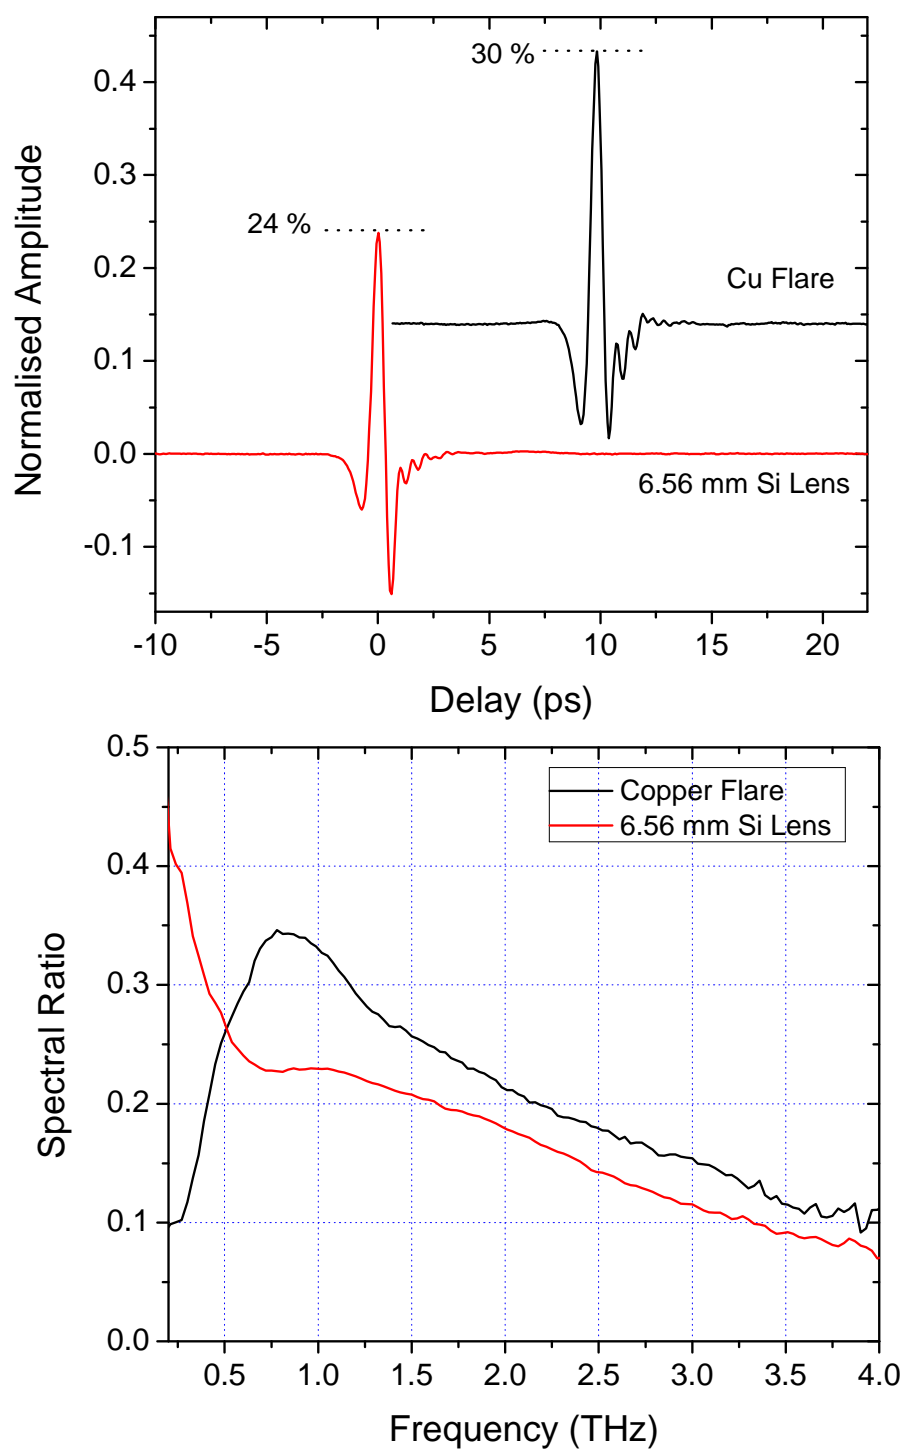 30 %
0.4
0.3
24 %
0.2
Cu Flare
0.1
0.0
6.56 mm Si Lens
-0.1
Normalised Amplitude
-10 -5 0 5 10 15 20
Delay (ps)
0.5
Copper Flare
6.56 mm Si Lens
0.4
0.3
0.2
0.1
0.0
Spectral Ratio
0.5 1.0 1.5 2.0 2.5 3.0 3.5 4.0
Frequency (THz)